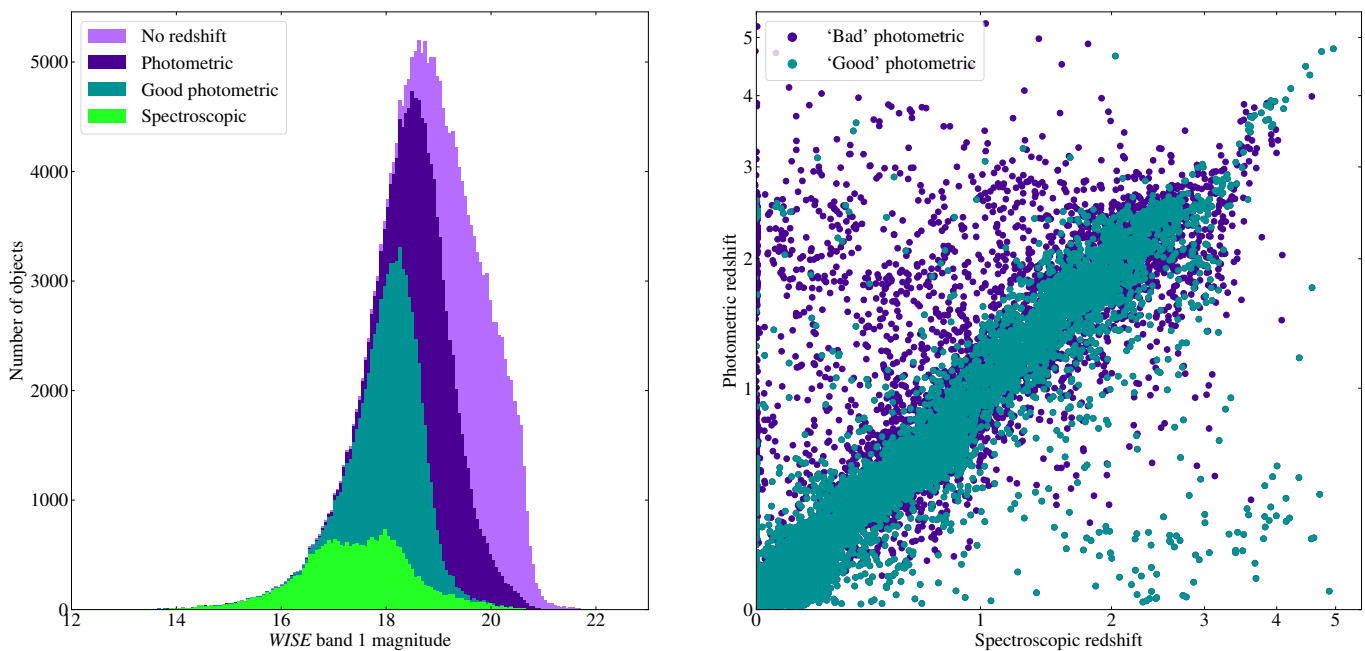 No redshift
Photometric
Good photometric
Spectroscopic
5000
4000
3000
2000
1000
0
Number of objects
12 14 16 18 20 22
WISE band 1 magnitude
‘Bad’ photometric
‘Good’ photometric
5
4
3
2
1
0
Photometric redshift
0 1 2 3 4 5
Spectroscopic redshift